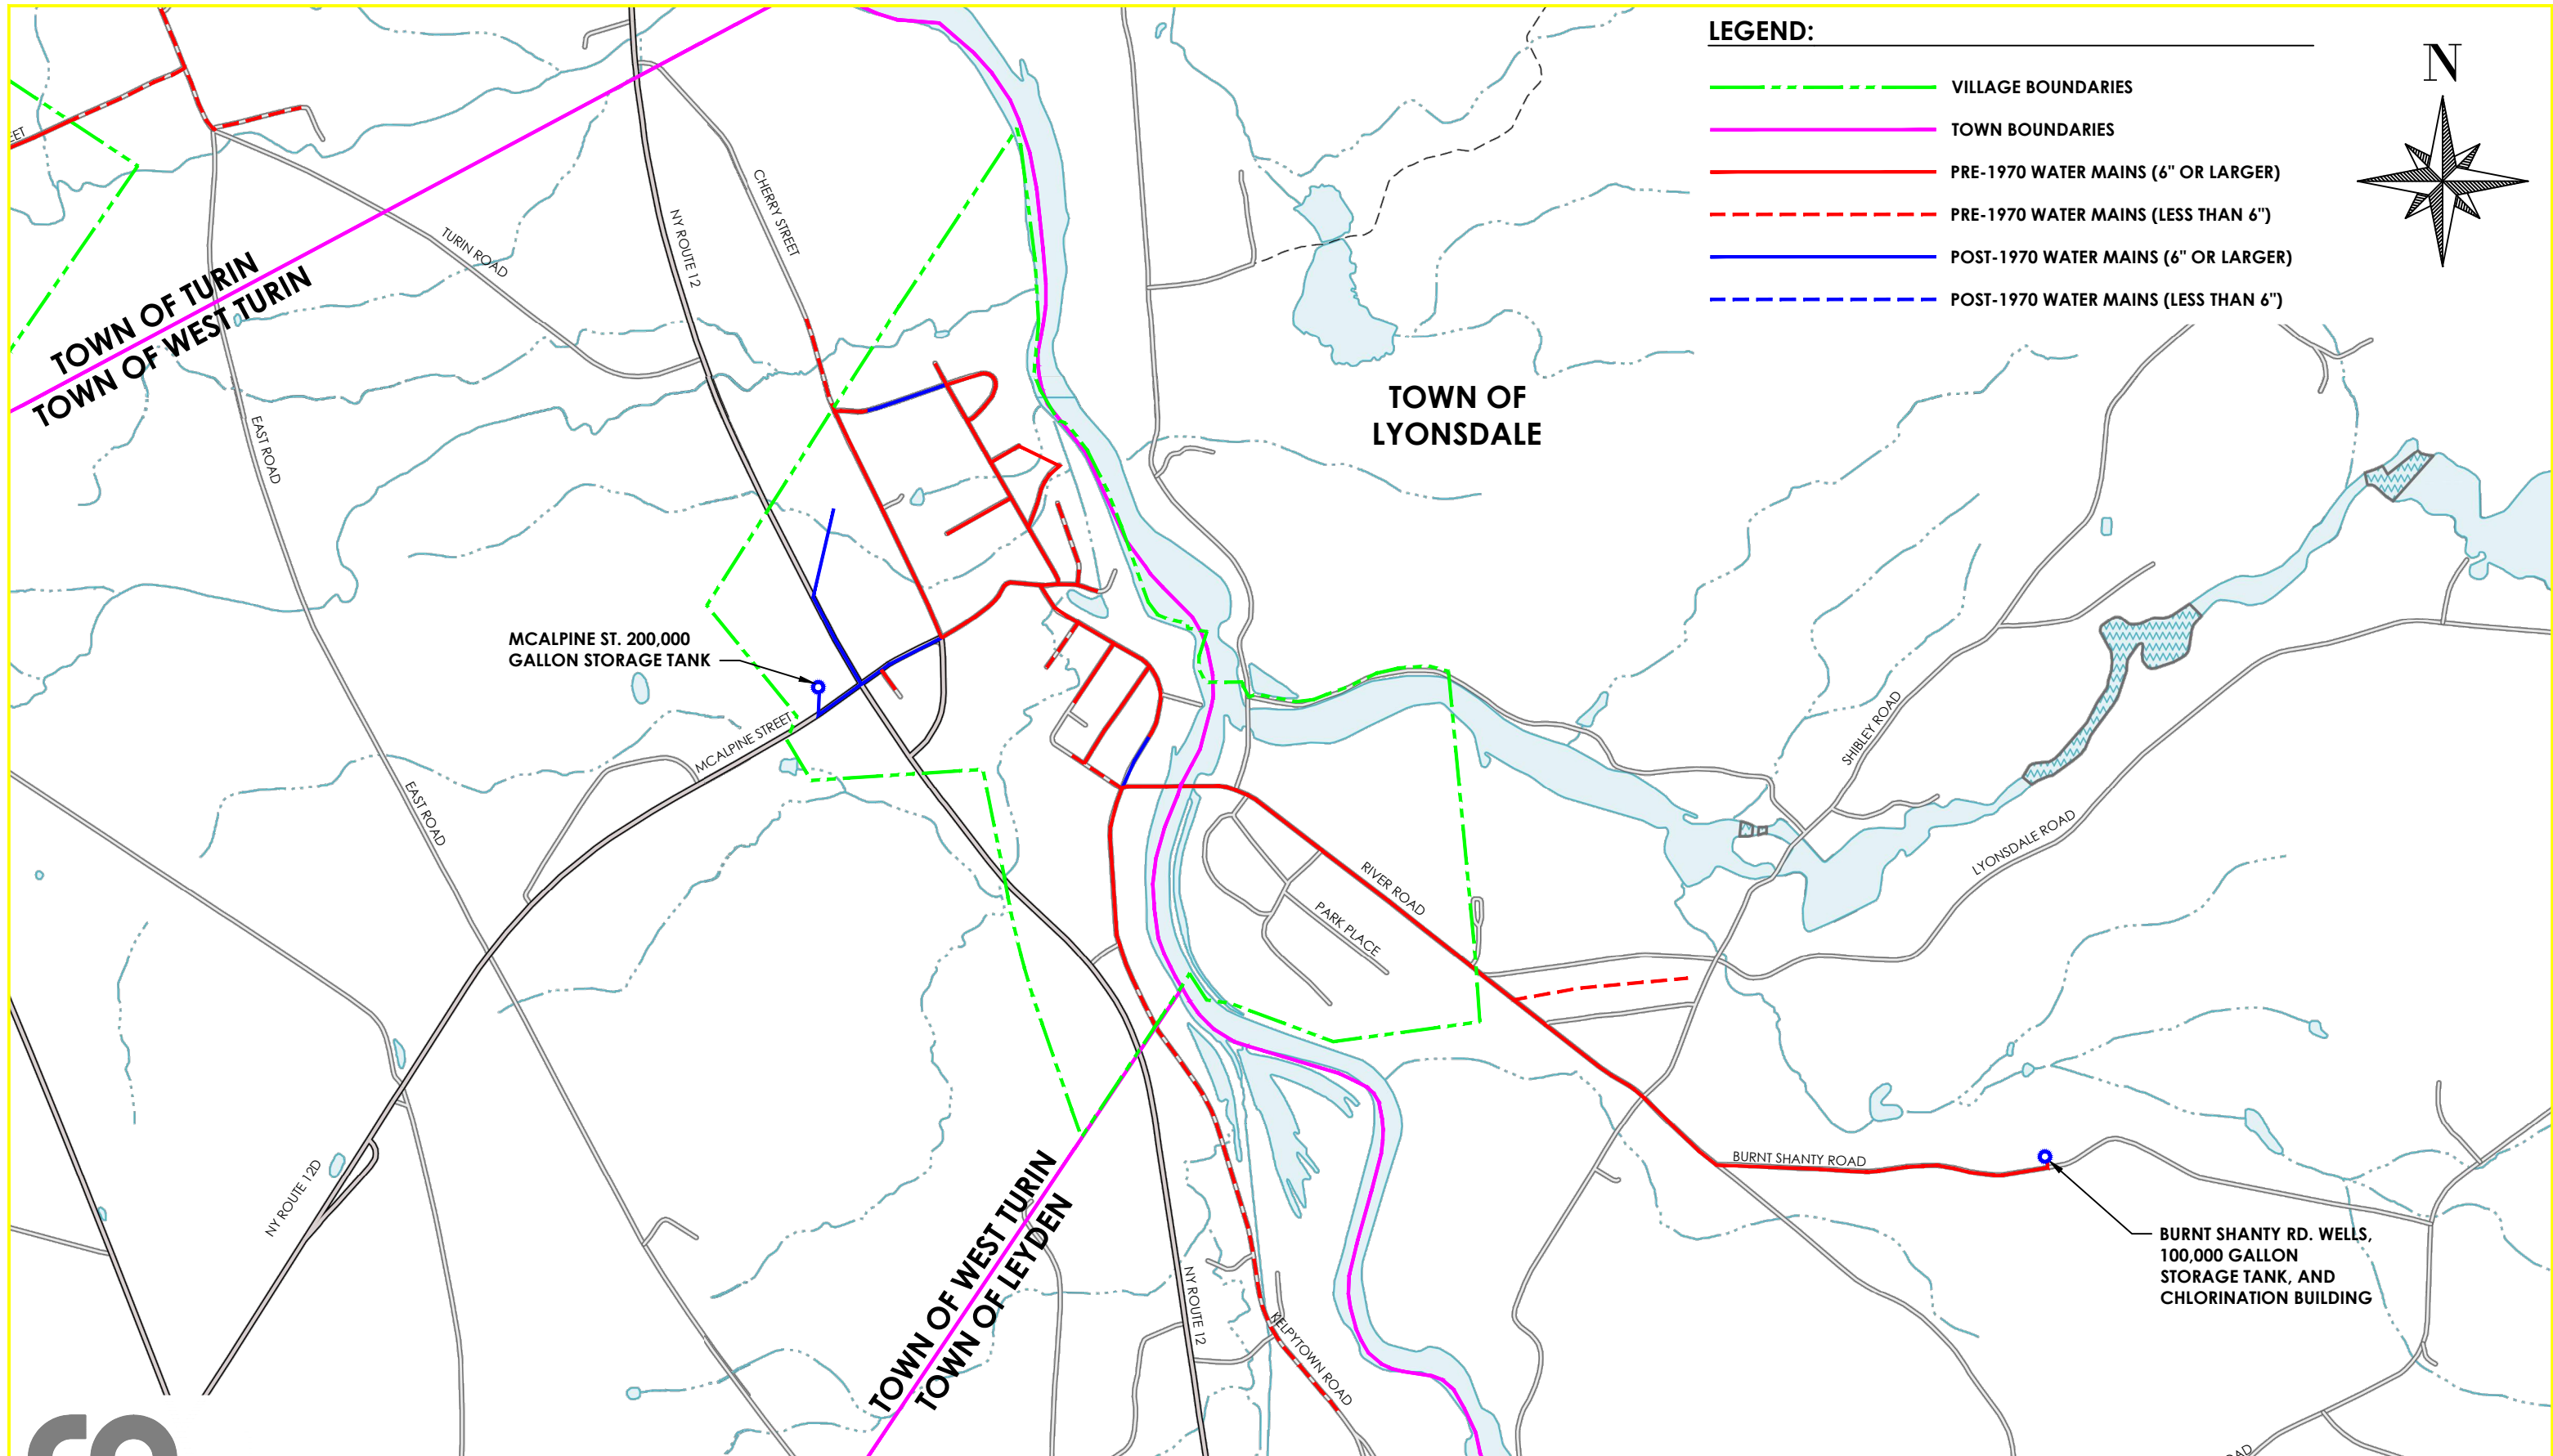 LEGEND:
VILLAGE BOUNDARIES
TOWN BOUNDARIES
PRE-1970 WATER MAINS (6" OR LARGER)
PRE-1970 WATER MAINS (LESS THAN 6")
POST-1970 WATER MAINS (6" OR LARGER)
POST-1970 WATER MAINS (LESS THAN 6")
N
EET
CHERRY STREET
NY ROUTE 12
TURIN ROAD
TOWN OF TURIN
TOWN OF WEST TURIN
EAST ROAD
TOWN OF
LYONSDALE
MCALPINE ST. 200,000
GALLON STORAGE TANK
MCALPINE STREET
EAST ROAD
SHIBLEY ROAD
LYONSDALE ROAD
RIVER ROAD
PARK PLACE
NY ROUTE 12D
BURNT SHANTY ROAD
TOWN OF WEST TURIN
TOWN OF LEYDEN
NY ROUTE 12
KELPYTOWN ROAD
BURNT SHANTY RD. WELLS,
100,000 GALLON
STORAGE TANK, AND
CHLORINATION BUILDING